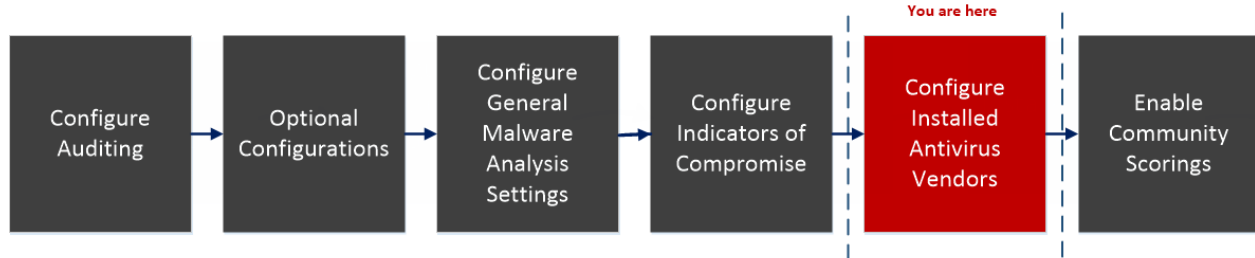 You are here
Configure
Auditing
Optional
Configurations
Configure
General
Malware
Analysis
Settings
Configure
Indicators of
Compromise
Configure
Installed
Antivirus
Vendors
Enable
Community
Scorings